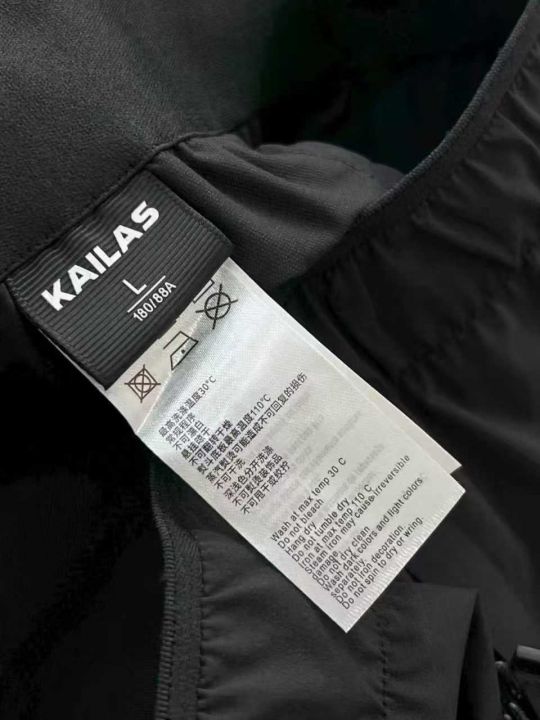 KAILAS
L
180/88A
最高洗涤温度30°C
常规程序
不可漂白
悬挂晾干
不可翻转干燥
熨斗底板最高温度110°C
蒸汽熨烫可能造成不可回复的损伤
不可干洗
深浅色分开洗涤
不可熨烫装饰品
不可甩干或绞拧
Wash at max temp 30 C
Do not bleach
Hang dry
Do not tumble dry
Iron at max temp 110 C
Steam iron may cause irreversible
damage,
Do not dry clean
Wash dark colors and light colors
separately.
Do not iron decoration.
Do not spin to dry or wring.